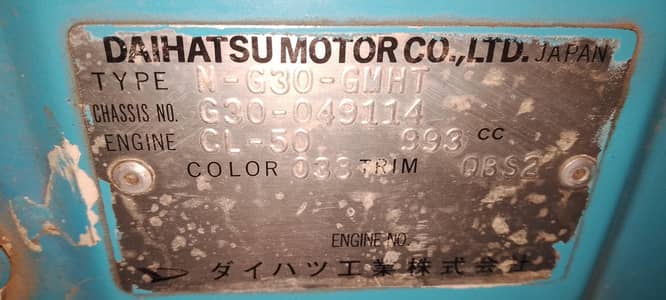 DAIHATSU MOTOR CO.,LTD. JAPAN
TYPE N-G30-GMHT
CHASSIS NO. G30-049114
ENGINE CL-50 993 CC
COLOR 033 TRIM QBS2
ENGINE NO.
ダイハツ工業株式会社